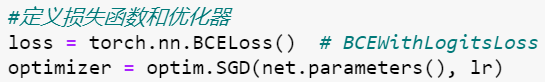 #定义损失函数和优化器
loss = torch.nn.BCELoss()  # BCEWithLogitsLoss
optimizer = optim.SGD(net.parameters(), lr)